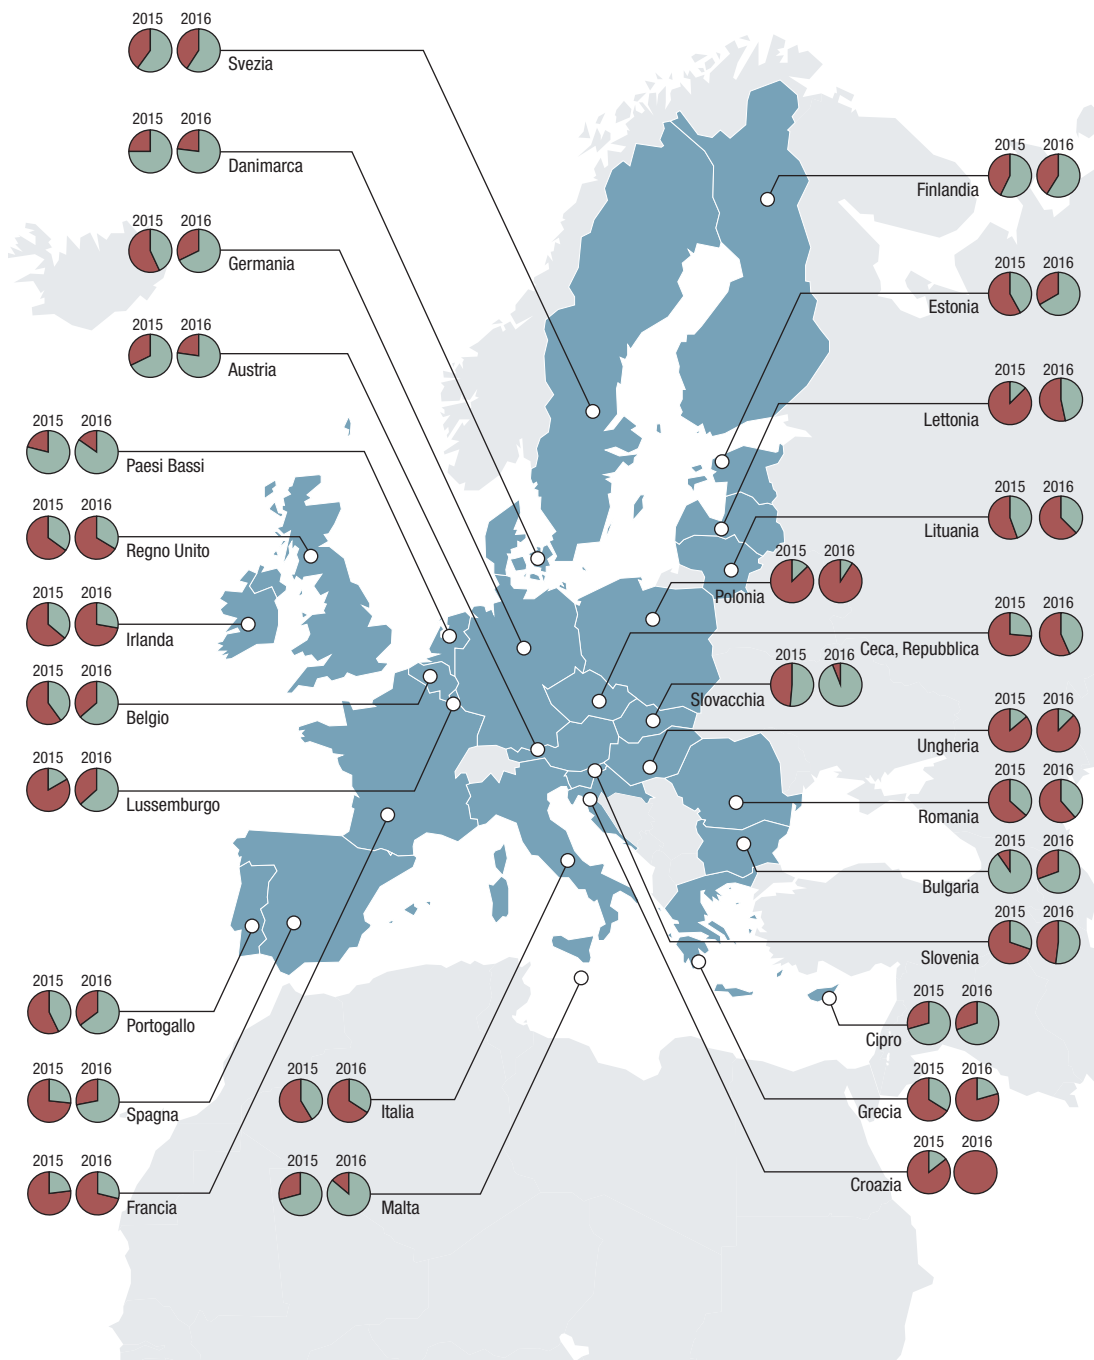 2015 2016
Svezia
2015 2016
Danimarca
2015 2016
Germania
2015 2016
Austria
2015 2016
Paesi Bassi
2015 2016
Regno Unito
2015 2016
Irlanda
2015 2016
Belgio
2015 2016
Lussemburgo
2015 2016
Portogallo
2015 2016
Spagna
2015 2016
Francia
2015 2016
Italia
2015 2016
Malta
2015 2016
Finlandia
2015 2016
Estonia
2015 2016
Lettonia
2015 2016
Lituania
2015 2016
Polonia
2015 2016
Ceca, Repubblica
2015 2016
Slovacchia
2015 2016
Ungheria
2015 2016
Romania
2015 2016
Bulgaria
2015 2016
Slovenia
2015 2016
Cipro
2015 2016
Grecia
2015 2016
Croazia